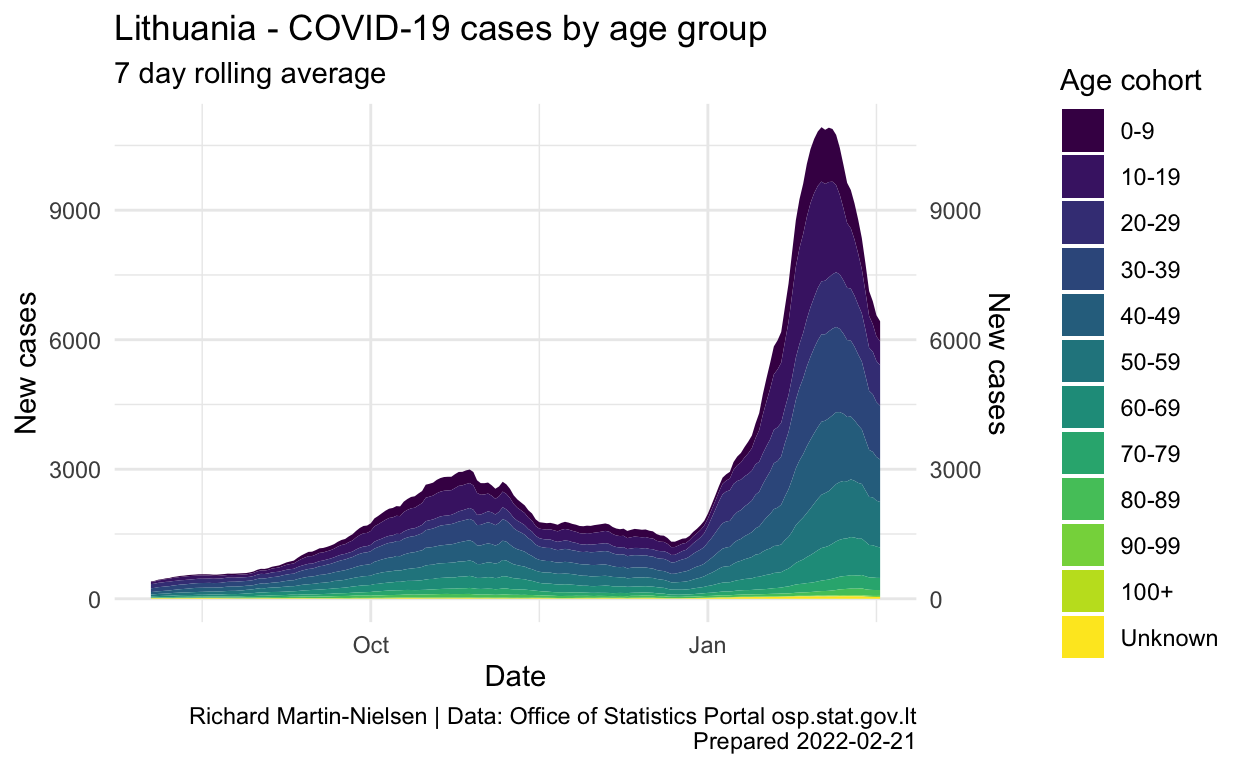 Lithuania - COVID-19 cases by age group
7 day rolling average
New cases
9000
6000
3000
0
Oct
Jan
Date
9000
6000
3000
0
New cases
Age cohort
0-9
10-19
20-29
30-39
40-49
50-59
60-69
70-79
80-89
90-99
100+
Unknown
Richard Martin-Nielsen | Data: Office of Statistics Portal osp.stat.gov.lt
Prepared 2022-02-21